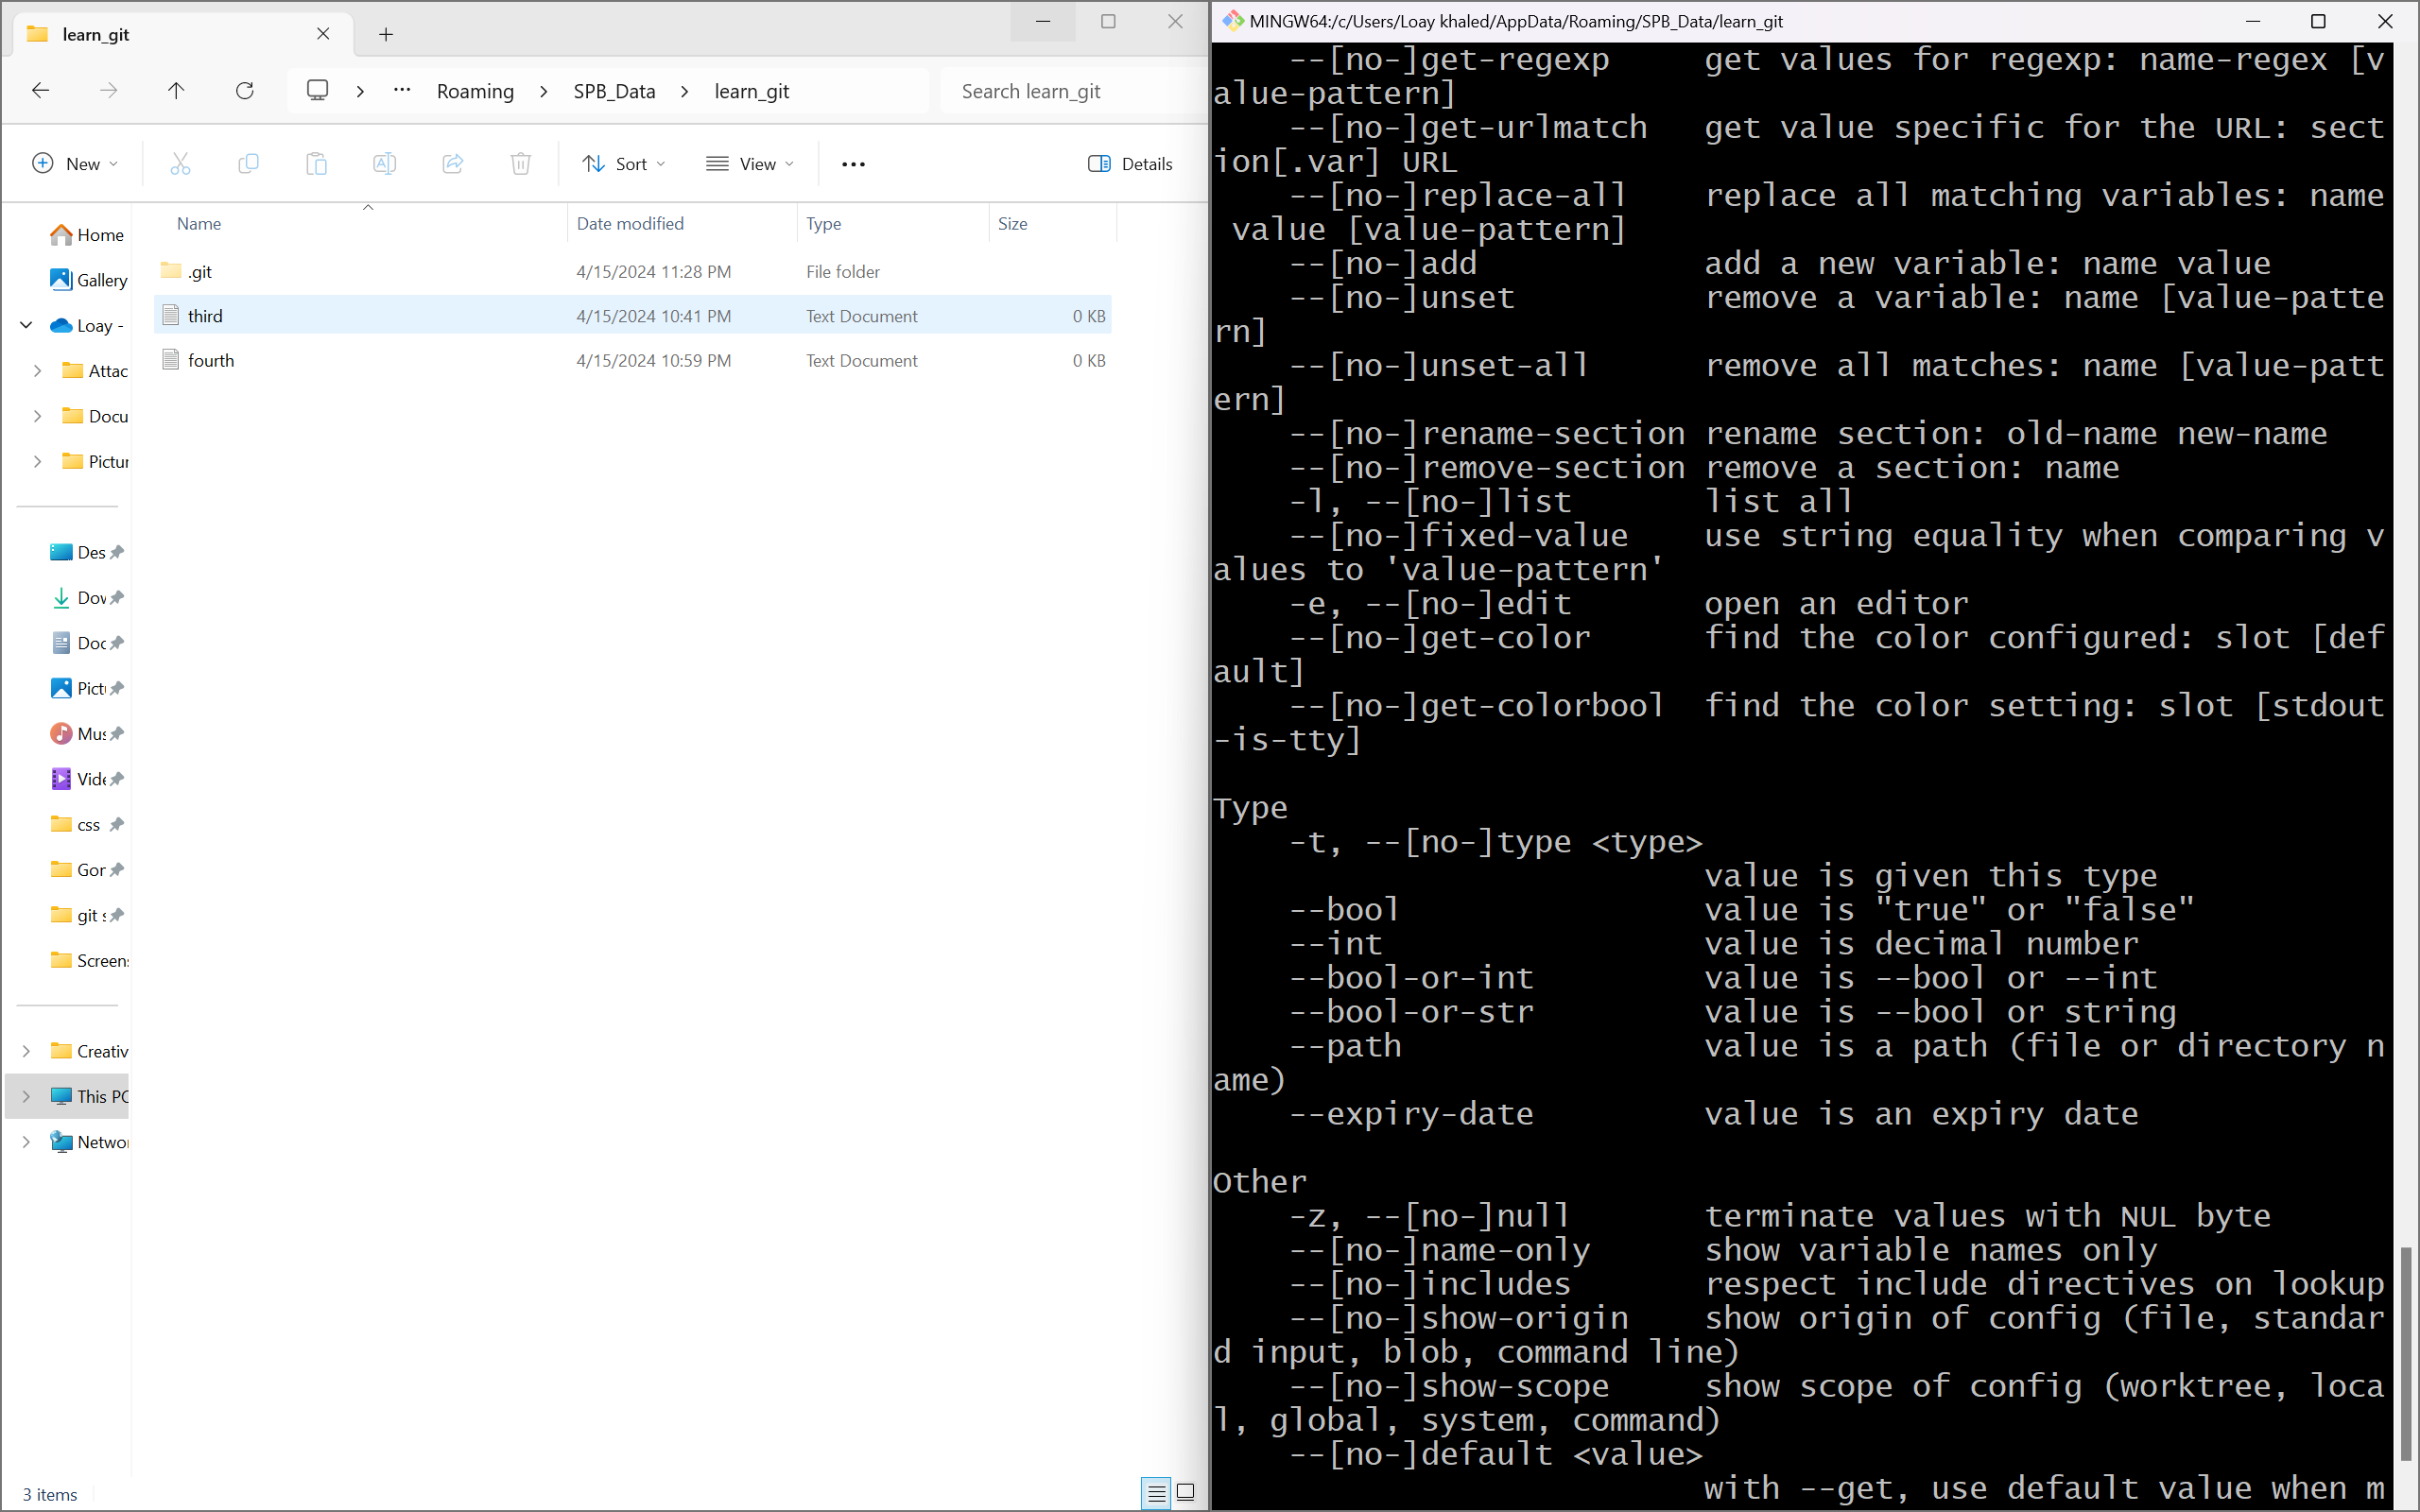 learn_git
Roaming > SPB_Data > learn_git
Search learn_git
New
Sort
View
Details
Name
Date modified
Type
Size
.git
4/15/2024 11:28 PM
File folder
third
4/15/2024 10:41 PM
Text Document
0 KB
fourth
4/15/2024 10:59 PM
Text Document
0 KB
Home
Gallery
Loay -
Attac
Docu
Pictur
Des
Dov
Doc
Pict
Mus
Vide
css
Gor
git s
Screen
Creativ
This PC
Networ
3 items
MINGW64:/c/Users/Loay khaled/AppData/Roaming/SPB_Data/learn_git
--[no-]get-regexp     get values for regexp: name-regex [v
alue-pattern]
--[no-]get-urlmatch   get value specific for the URL: sect
ion[.var] URL
--[no-]replace-all    replace all matching variables: name
value [value-pattern]
--[no-]add            add a new variable: name value
--[no-]unset          remove a variable: name [value-patte
rn]
--[no-]unset-all      remove all matches: name [value-patt
ern]
--[no-]rename-section rename section: old-name new-name
--[no-]remove-section remove a section: name
-l, --[no-]list       list all
--[no-]fixed-value    use string equality when comparing v
alues to 'value-pattern'
-e, --[no-]edit       open an editor
--[no-]get-color      find the color configured: slot [def
ault]
--[no-]get-colorbool  find the color setting: slot [stdout
-is-tty]
Type
-t, --[no-]type <type>
value is given this type
--bool                value is "true" or "false"
--int                 value is decimal number
--bool-or-int         value is --bool or --int
--bool-or-str         value is --bool or string
--path                value is a path (file or directory n
ame)
--expiry-date         value is an expiry date
Other
-z, --[no-]null       terminate values with NUL byte
--[no-]name-only      show variable names only
--[no-]includes       respect include directives on lookup
--[no-]show-origin    show origin of config (file, standar
d input, blob, command line)
--[no-]show-scope     show scope of config (worktree, loca
l, global, system, command)
--[no-]default <value>
with --get, use default value when m